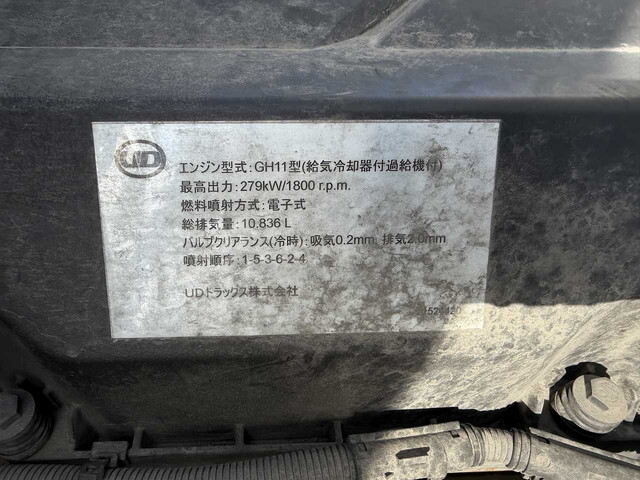 UD
エンジン型式:GH11型(給気冷却器付過給機付)
最高出力:279kW/1800 r.p.m.
燃料噴射方式:電子式
総排気量:10.836 L
バルブクリアランス(冷時):吸気0.2mm, 排気2.0mm
噴射順序:1-5-3-6-2-4
UDトラックス株式会社